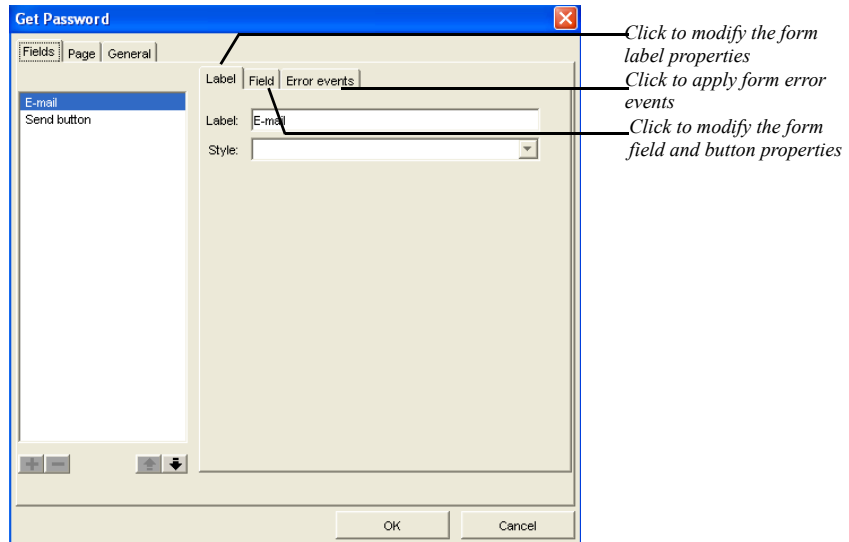 Get Password
Fields Page General
Label Field Error events
E-mail
Send button
Label: E-mail
Style:
OK Cancel
Click to modify the form
label properties
Click to apply form error
events
Click to modify the form
field and button properties